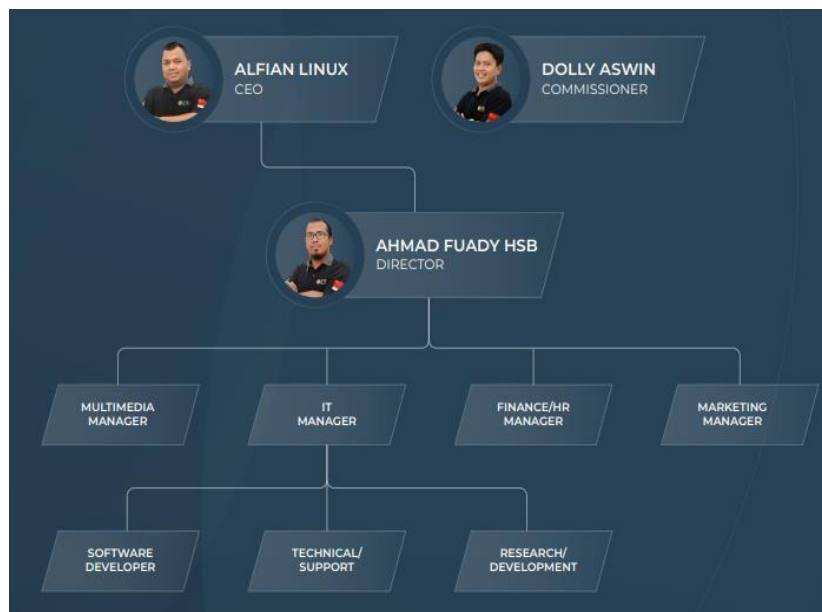 ALFIAN LINUX
CEO
DOLLY ASWIN
COMMISSIONER
AHMAD FUADY HSB
DIRECTOR
MULTIMEDIA
MANAGER
IT
MANAGER
FINANCE/HR
MANAGER
MARKETING
MANAGER
SOFTWARE
DEVELOPER
TECHNICAL/
SUPPORT
RESEARCH/
DEVELOPMENT